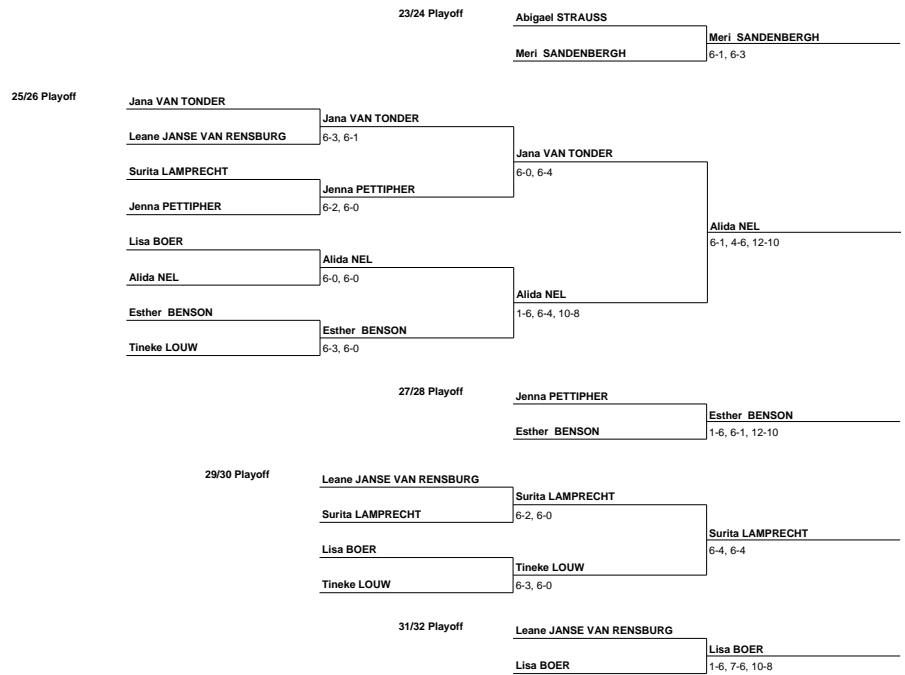 23/24 Playoff
Abigael STRAUSS
Meri  SANDENBERGH
Meri  SANDENBERGH
6-1, 6-3
25/26 Playoff
Jana VAN TONDER
Jana VAN TONDER
Leane JANSE VAN RENSBURG
6-3, 6-1
Jana VAN TONDER
Surita LAMPRECHT
6-0, 6-4
Jenna PETTIPHER
Jenna PETTIPHER
6-2, 6-0
Alida NEL
Lisa BOER
6-1, 4-6, 12-10
Alida NEL
Alida NEL
6-0, 6-0
Alida NEL
Esther  BENSON
1-6, 6-4, 10-8
Esther  BENSON
Tineke LOUW
6-3, 6-0
27/28 Playoff
Jenna PETTIPHER
Esther  BENSON
Esther  BENSON
1-6, 6-1, 12-10
29/30 Playoff
Leane JANSE VAN RENSBURG
Surita LAMPRECHT
Surita LAMPRECHT
6-2, 6-0
Surita LAMPRECHT
Lisa BOER
6-4, 6-4
Tineke LOUW
Tineke LOUW
6-3, 6-0
31/32 Playoff
Leane JANSE VAN RENSBURG
Lisa BOER
Lisa BOER
1-6, 7-6, 10-8